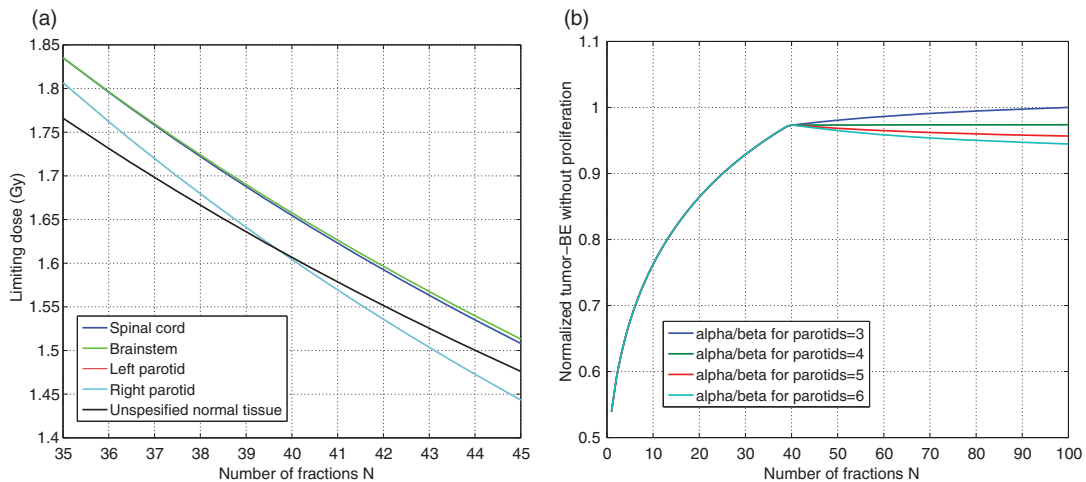 (a)
1.85
1.8
1.75
1.7
1.65
1.6
1.55
1.5
1.45
1.4
Limiting dose (Gy)
Spinal cord
Brainstem
Left parotid
Right parotid
Unspesified normal tissue
35 36 37 38 39 40 41 42 43 44 45
Number of fractions N
(b)
1.1
1
0.9
0.8
0.7
0.6
0.5
Normalized tumor−BE without proliferation
alpha/beta for parotids=3
alpha/beta for parotids=4
alpha/beta for parotids=5
alpha/beta for parotids=6
0 10 20 30 40 50 60 70 80 90 100
Number of fractions N